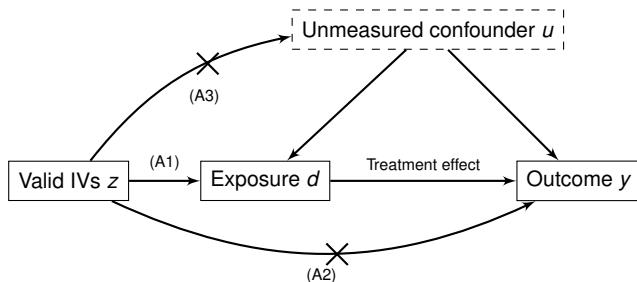 Unmeasured confounder u
(A3)
(A1)
Treatment effect
Valid IVs z
Exposure d
Outcome y
(A2)